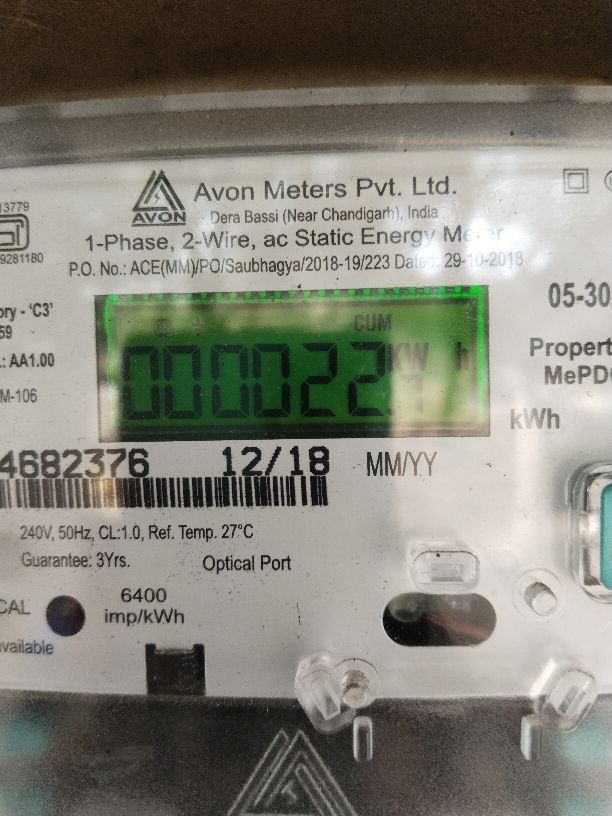 13779
9281180
AVON
Avon Meters Pvt. Ltd.
Dera Bassi (Near Chandigarh), India
1-Phase, 2-Wire, ac Static Energy Meter
P.O. No.: ACE(MM)/PO/Saubhagya/2018-19/223 Dated: 29-10-2018
ory - 'C3'
59
.: AA1.00
M-106
05-30
Propert
MePDC
CUM
000022.7
KW h
kWh
4682376 12/18 MM/YY
240V, 50Hz, CL:1.0, Ref. Temp. 27°C
Guarantee: 3Yrs.
Optical Port
CAL
6400
imp/kWh
vailable